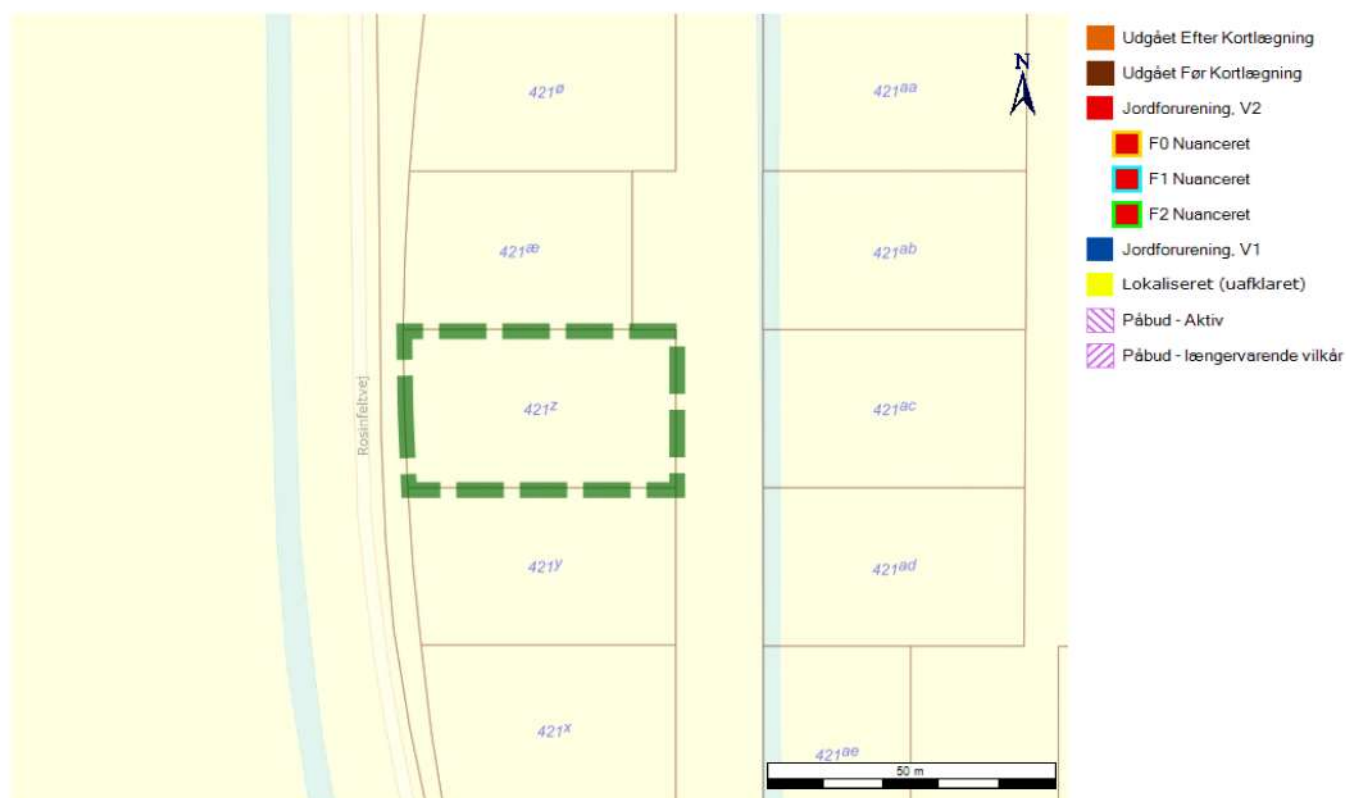 421ø
421aa
N
421æ
421ab
421z
421ac
Rosinfeltvej
421y
421ad
421x
421ae
50 m
Udgået Efter Kortlægning
Udgået Før Kortlægning
Jordforurening, V2
F0 Nuanceret
F1 Nuanceret
F2 Nuanceret
Jordforurening, V1
Lokaliseret (uafklaret)
Påbud - Aktiv
Påbud - længervarende vilkår